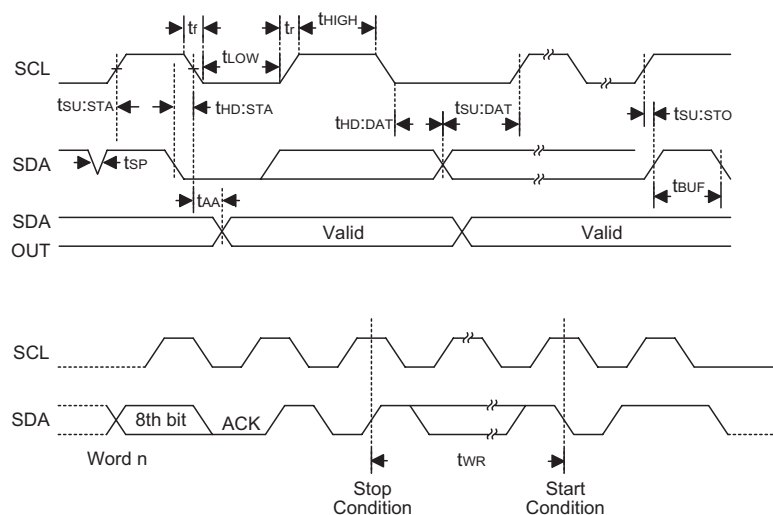 tf tr tHIGH
SCL tLOW
tSU:STA tHD:STA tHD:DAT tSU:DAT tSU:STO
SDA tSP tBUF
tAA
SDA
OUT Valid Valid
SCL
SDA 8th bit ACK
Word n tWR
Stop
Condition
Start
Condition